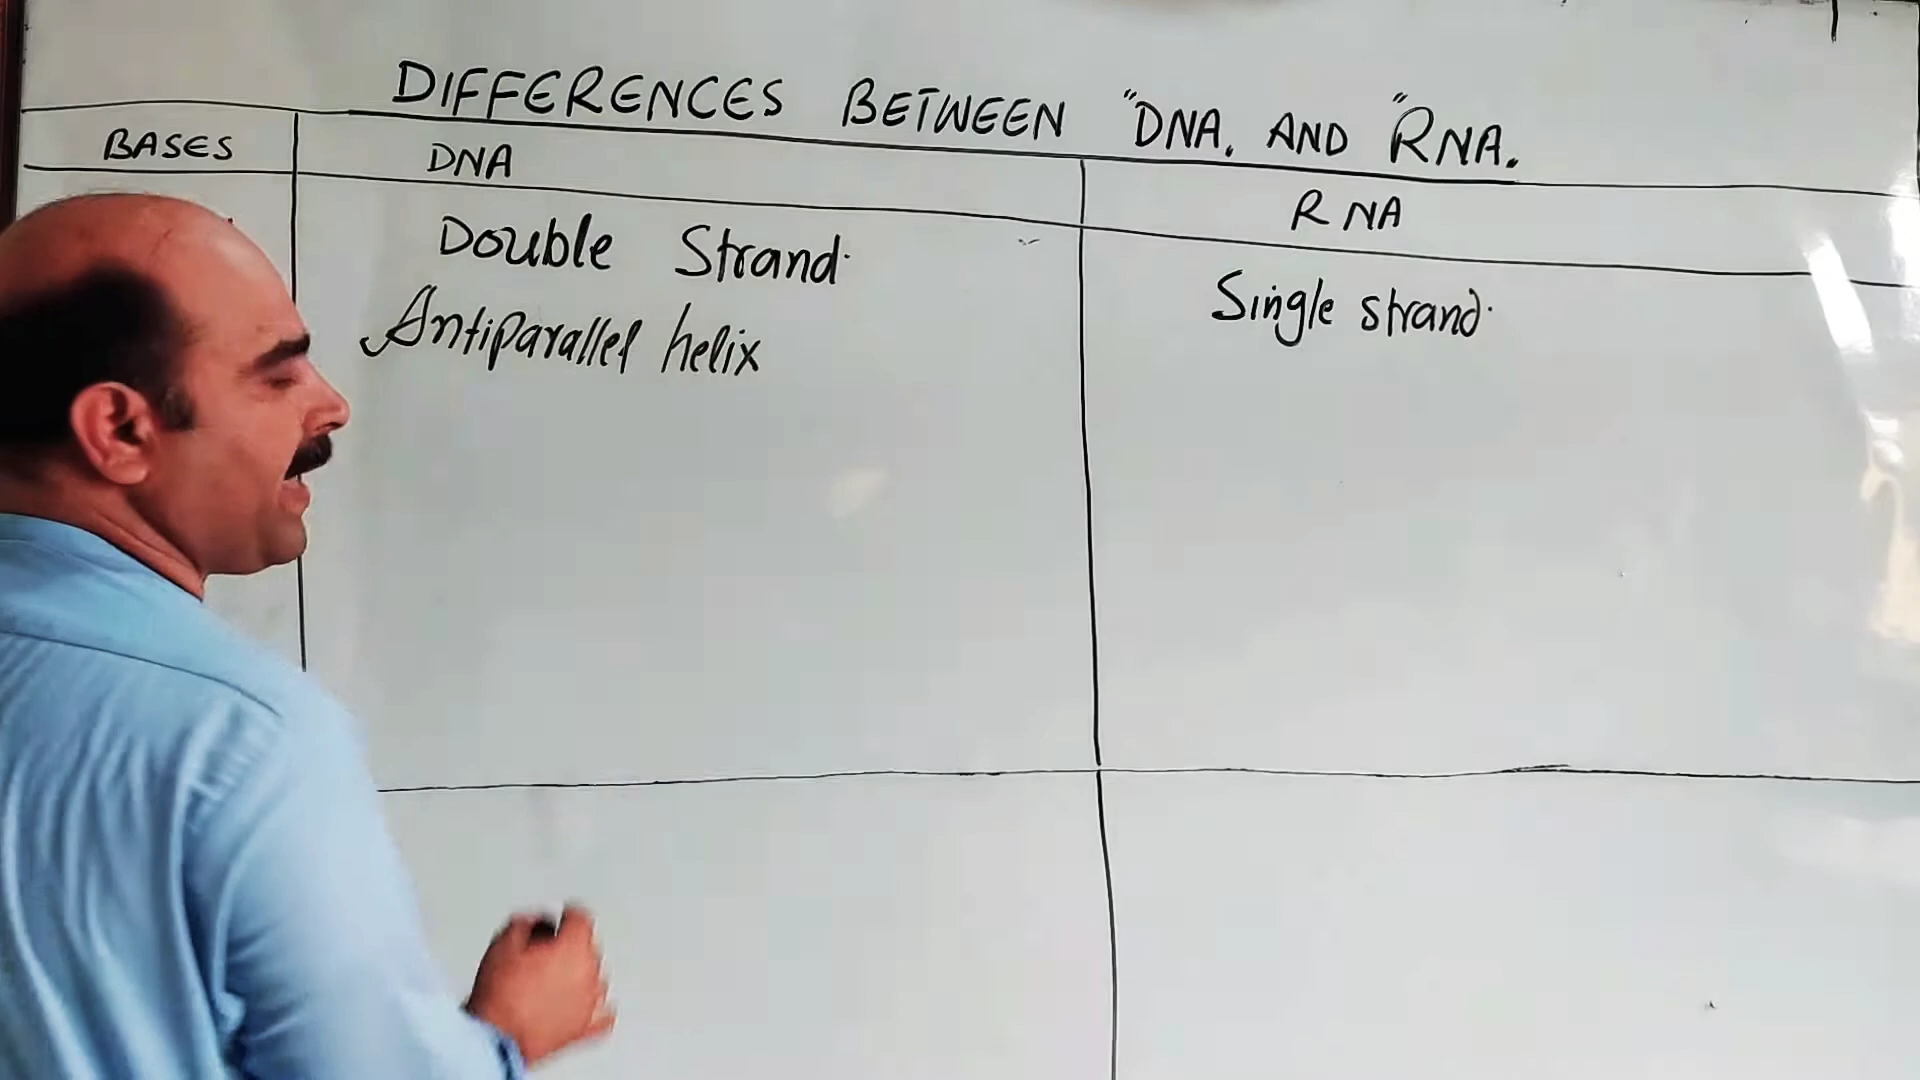 DIFFERENCES BETWEEN "DNA. AND "RNA.
BASES DNA RNA
Double Strand. Single strand.
Antiparallel helix